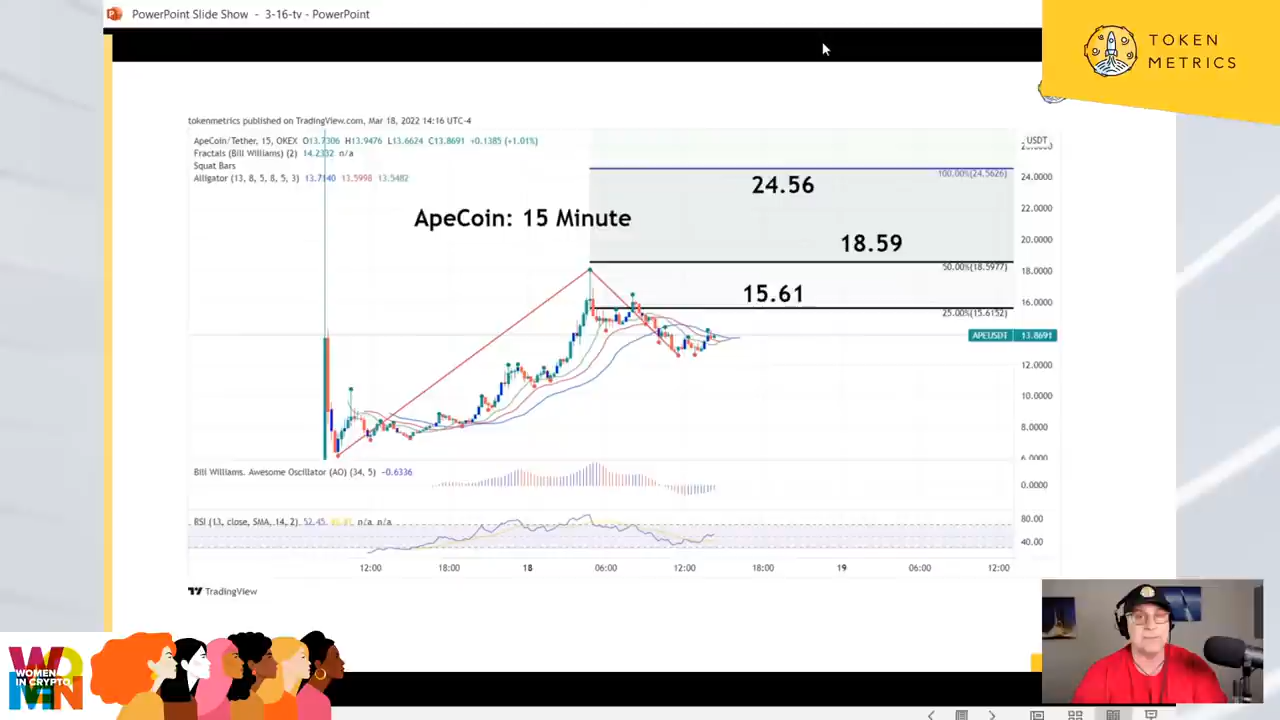 PowerPoint Slide Show - 3-16-tv - PowerPoint
TOKEN
METRICS
tokenmetrics published on TradingView.com, Mar 18, 2022 14:16 UTC-4
ApeCoin/Tether, 15, OKEX O13.7306 H13.9476 L13.6624 C13.8691 +0.1385 (+1.01%)
USDT
Fractals (Bill Williams) (2) 14.2332 n/a
Squat Bars
Alligator (13, 8, 5, 8, 5, 3) 13.7140 13.5998 13.5482
100.00%(24.5626)
24.0000
24.56
22.0000
ApeCoin: 15 Minute
20.0000
18.59
50.00%(18.5977)
18.0000
15.61
16.0000
25.00%(15.6152)
APEUSDT 13.8691
12.0000
10.0000
8.0000
6.0000
Bill Williams. Awesome Oscillator (AO) (34, 5) −0.6336
0.0000
RSI (13, close, SMA, 14, 2) 52.45 n/a n/a
80.00
40.00
12:00 18:00 18 06:00 12:00 18:00 19 06:00 12:00
TradingView
WOMEN
WOMEN
IN CRYPTO